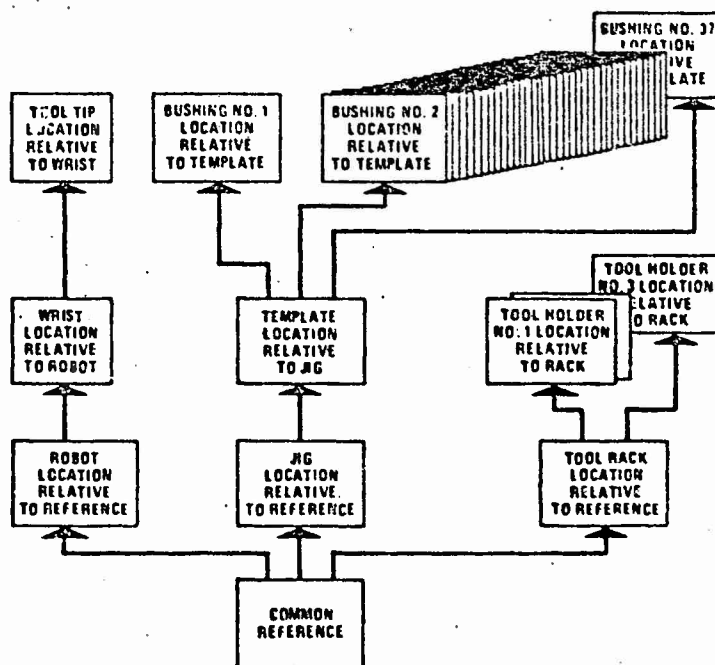 BUSHING NO. 37
LOCATION
TOOL TIP
LOCATION
RELATIVE
TO WRIST
BUSHING NO. 1
LOCATION
RELATIVE
TO TEMPLATE
BUSHING NO. 2
LOCATION
RELATIVE
TO TEMPLATE
WRIST
LOCATION
RELATIVE
TO ROBOT
TEMPLATE
LOCATION
RELATIVE
TO JIG
TOOL HOLDER
NO. 1 LOCATION
RELATIVE
TO RACK
TOOL HOLDER
NO. 3 LOCATION
RELATIVE
TO RACK
ROBOT
LOCATION
RELATIVE
TO REFERENCE
JIG
LOCATION
RELATIVE
TO REFERENCE
TOOL RACK
LOCATION
RELATIVE
TO REFERENCE
COMMON
REFERENCE